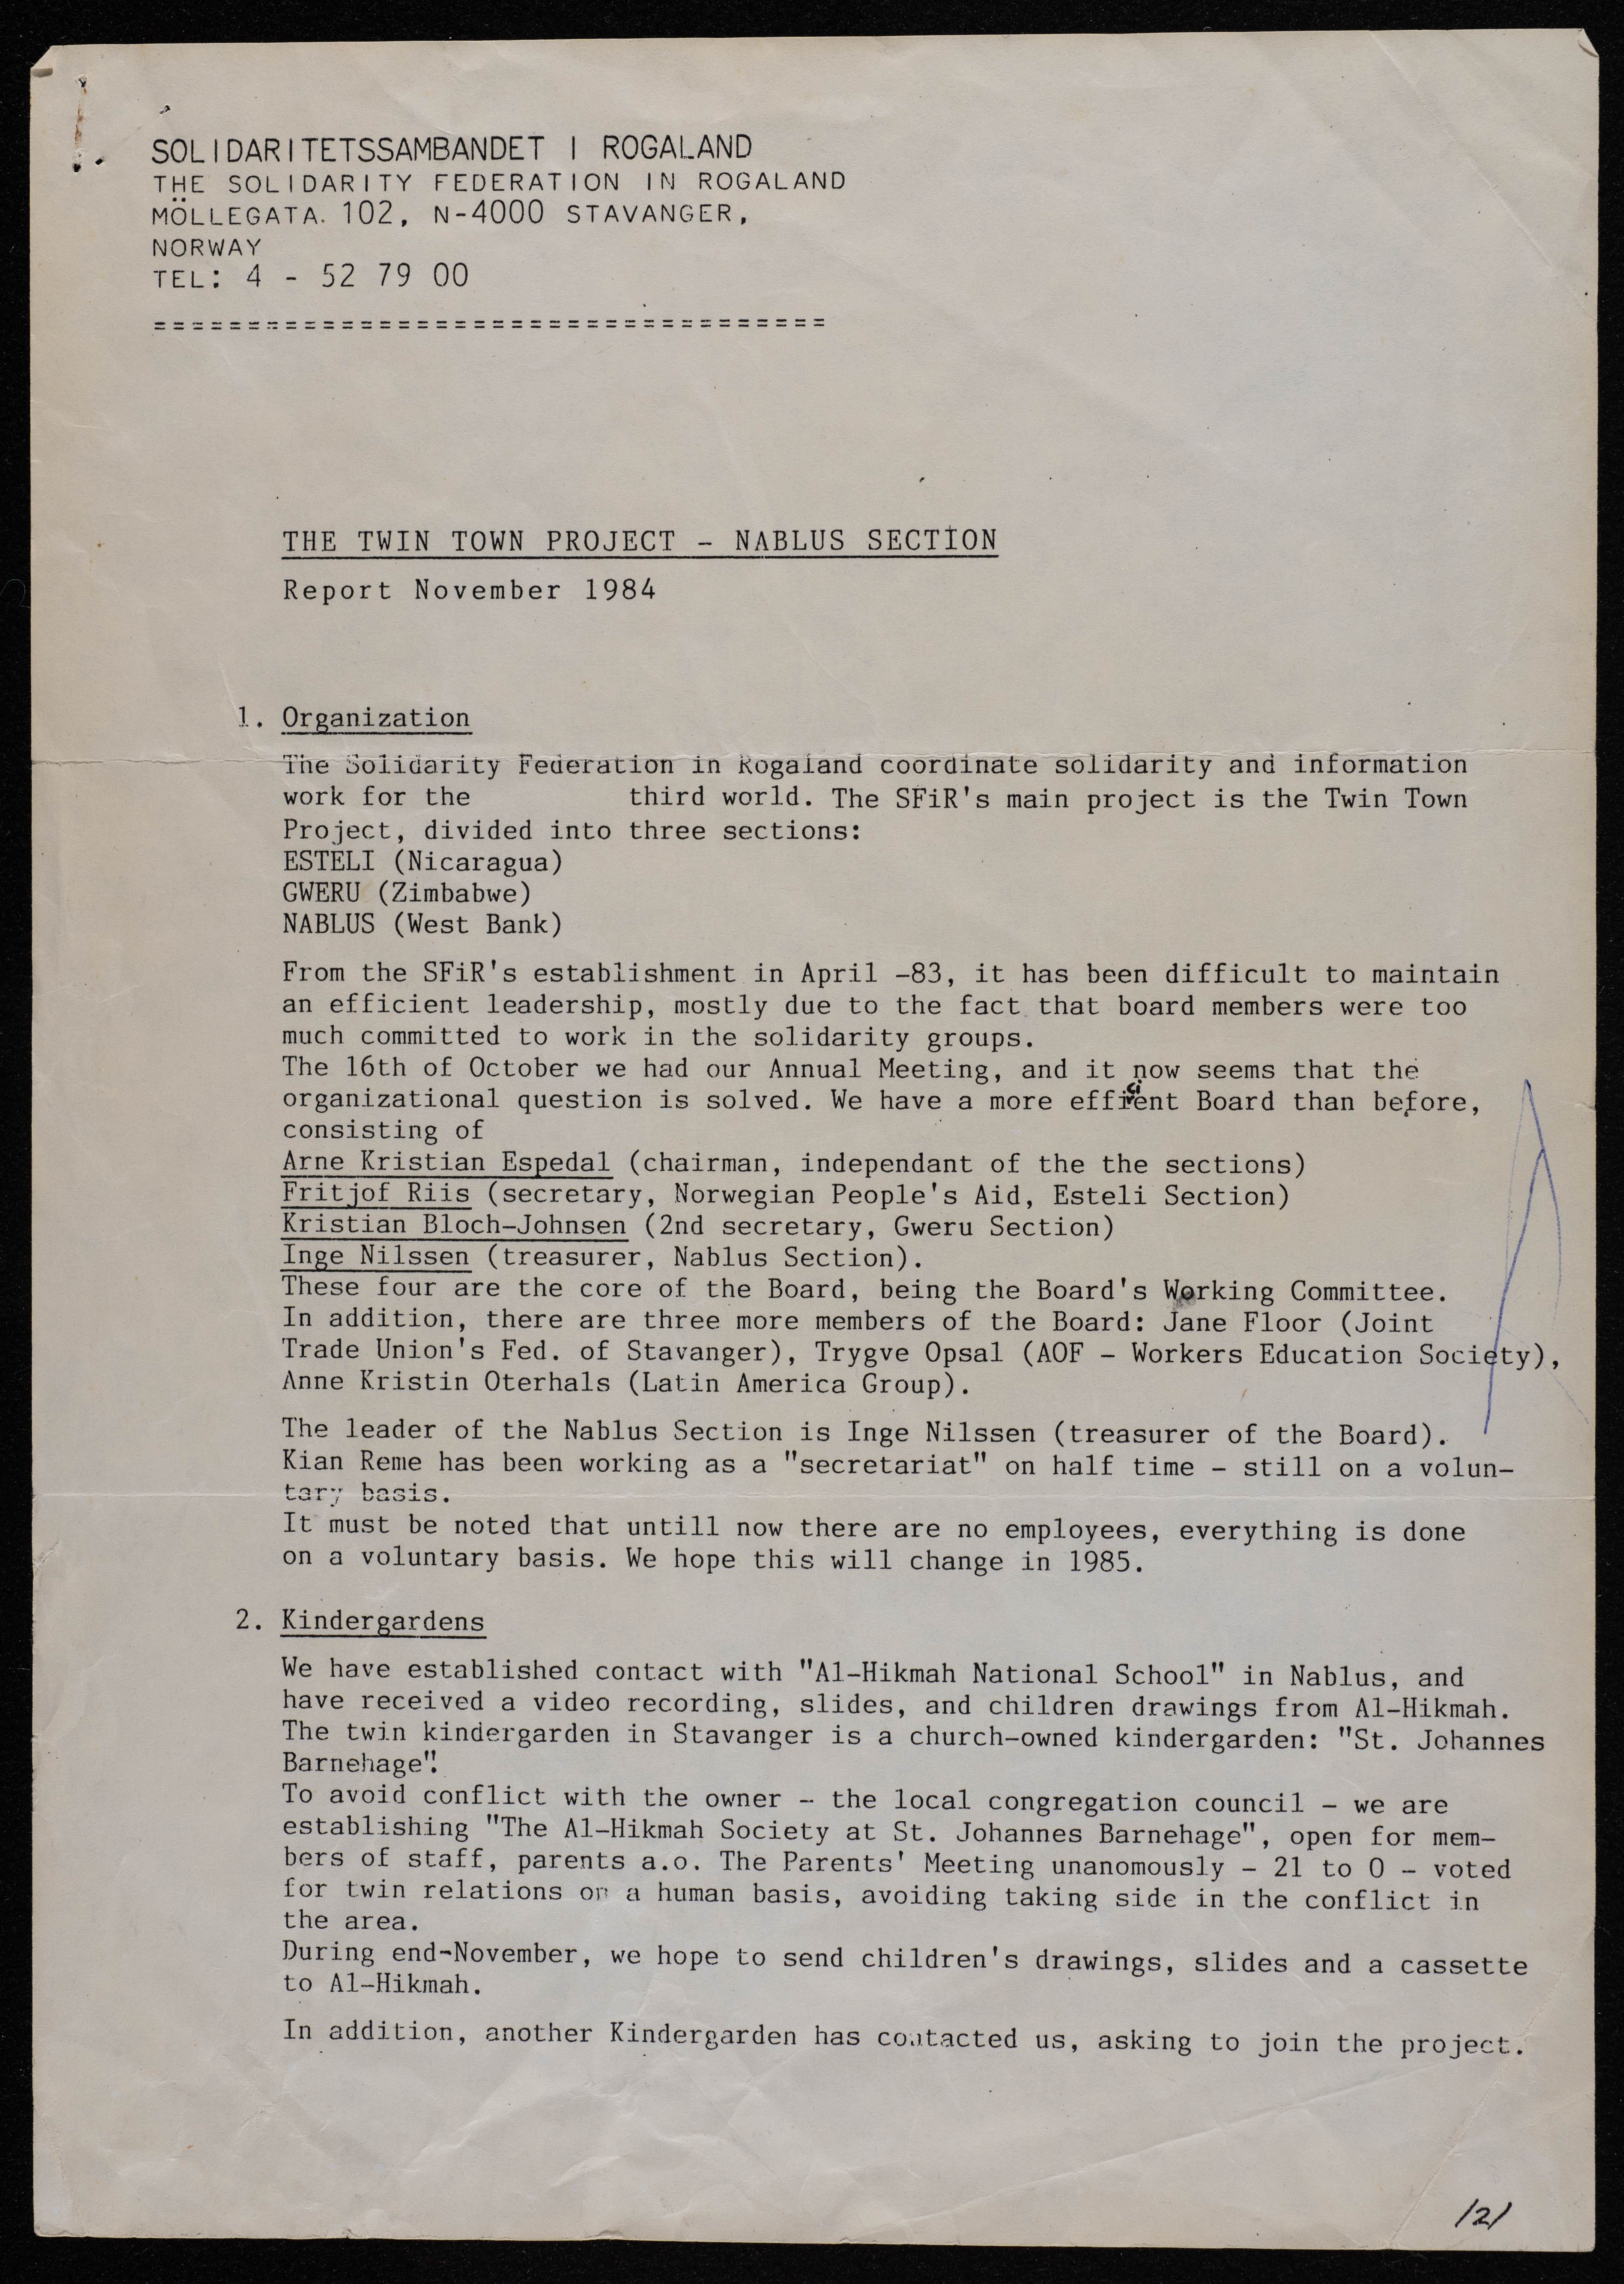 SOLIDARITETSSAMBANDET I ROGALAND
THE SOLIDARITY FEDERATION IN ROGALAND
MÖLLEGATA. 102, N-4000 STAVANGER,
NORWAY
TEL: 4 - 52 79 00
====================================
THE TWIN TOWN PROJECT - NABLUS SECTION
Report November 1984
1. Organization
The Solidarity Federation in Rogaland coordinate solidarity and information
work for the third world. The SFiR's main project is the Twin Town
Project, divided into three sections:
ESTELI (Nicaragua)
GWERU (Zimbabwe)
NABLUS (West Bank)
From the SFiR's establishment in April -83, it has been difficult to maintain
an efficient leadership, mostly due to the fact that board members were too
much committed to work in the solidarity groups.
The 16th of October we had our Annual Meeting, and it now seems that the
organizational question is solved. We have a more efficient Board than before,
consisting of
Arne Kristian Espedal (chairman, independant of the the sections)
Fritjof Riis (secretary, Norwegian People's Aid, Esteli Section)
Kristian Bloch-Johnsen (2nd secretary, Gweru Section)
Inge Nilssen (treasurer, Nablus Section).
These four are the core of the Board, being the Board's Working Committee.
In addition, there are three more members of the Board: Jane Floor (Joint
Trade Union's Fed. of Stavanger), Trygve Opsal (AOF - Workers Education Society),
Anne Kristin Oterhals (Latin America Group).
The leader of the Nablus Section is Inge Nilssen (treasurer of the Board).
Kian Reme has been working as a "secretariat" on half time - still on a volun-
tary basis.
It must be noted that untill now there are no employees, everything is done
on a voluntary basis. We hope this will change in 1985.
2. Kindergardens
We have established contact with "Al-Hikmah National School" in Nablus, and
have received a video recording, slides, and children drawings from Al-Hikmah.
The twin kindergarden in Stavanger is a church-owned kindergarden: "St. Johannes
Barnehage".
To avoid conflict with the owner - the local congregation council - we are
establishing "The Al-Hikmah Society at St. Johannes Barnehage", open for mem-
bers of staff, parents a.o. The Parents' Meeting unanomously - 21 to 0 - voted
for twin relations on a human basis, avoiding taking side in the conflict in
the area.
During end-November, we hope to send children's drawings, slides and a cassette
to Al-Hikmah.
In addition, another Kindergarden has contacted us, asking to join the project.
/2/